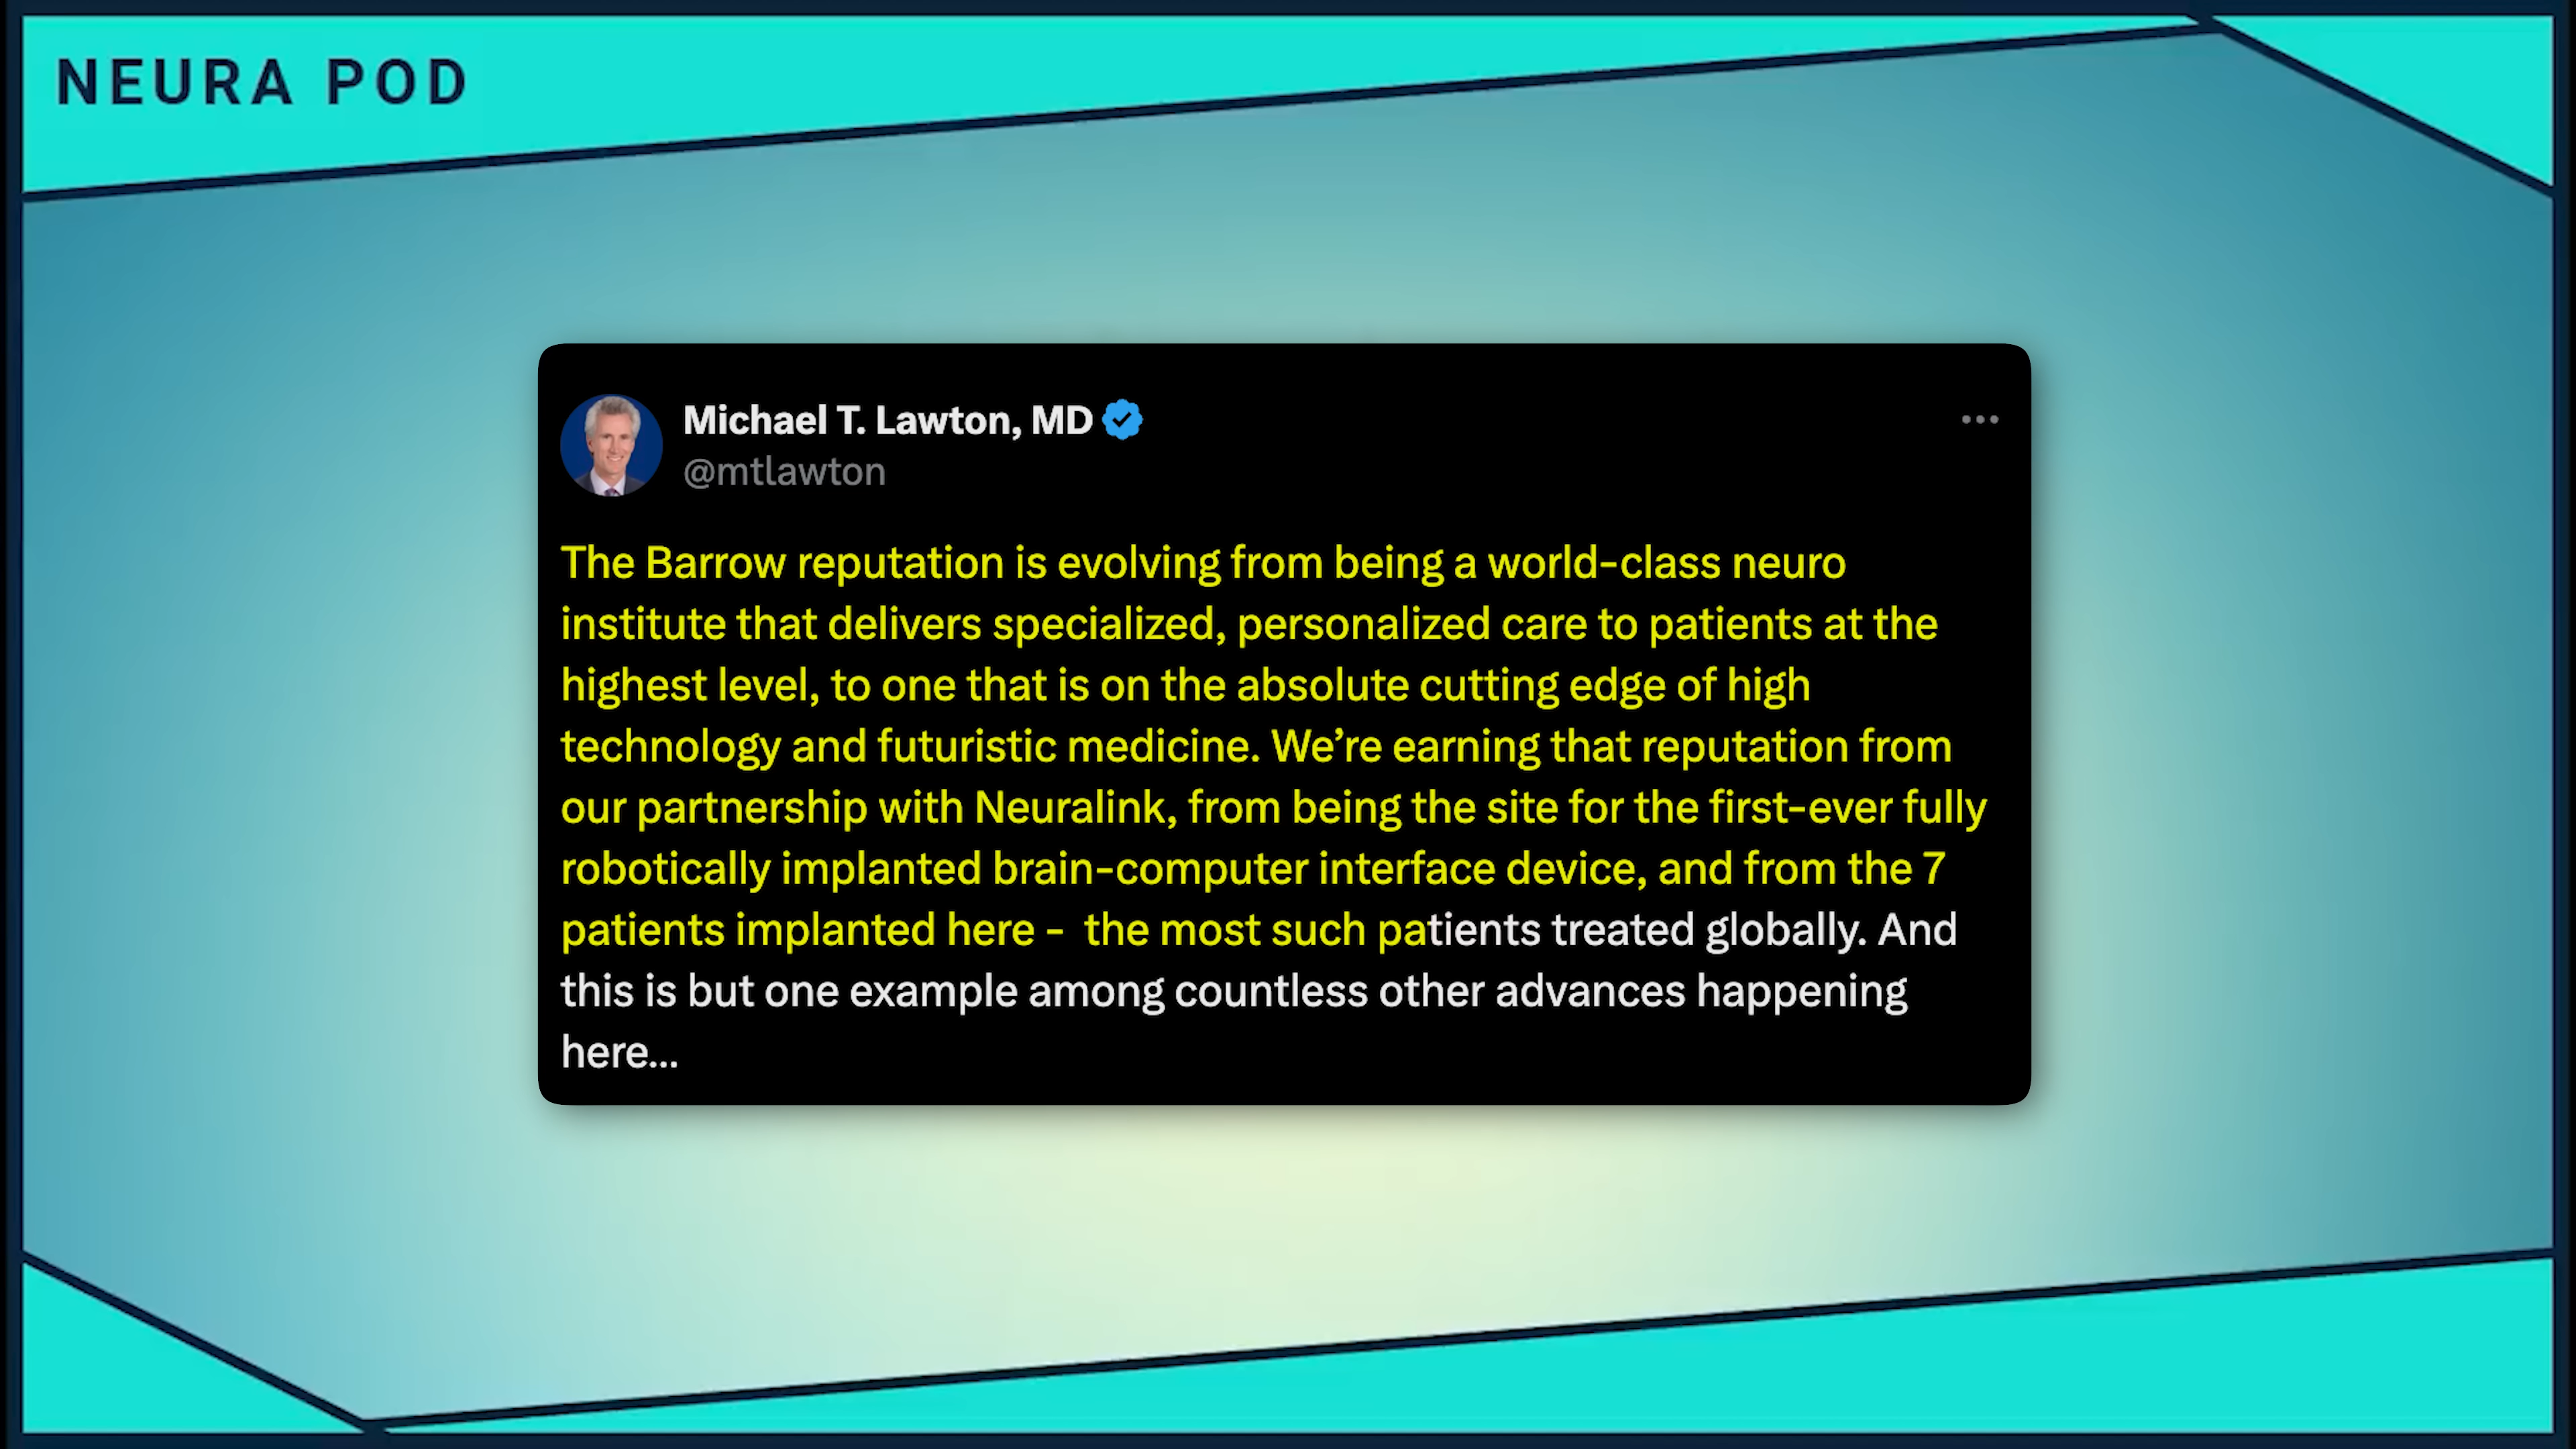 NEURA POD
Michael T. Lawton, MD
@mtlawton
The Barrow reputation is evolving from being a world-class neuro
institute that delivers specialized, personalized care to patients at the
highest level, to one that is on the absolute cutting edge of high
technology and futuristic medicine. We’re earning that reputation from
our partnership with Neuralink, from being the site for the first-ever fully
robotically implanted brain-computer interface device, and from the 7
patients implanted here -  the most such patients treated globally. And
this is but one example among countless other advances happening
here...